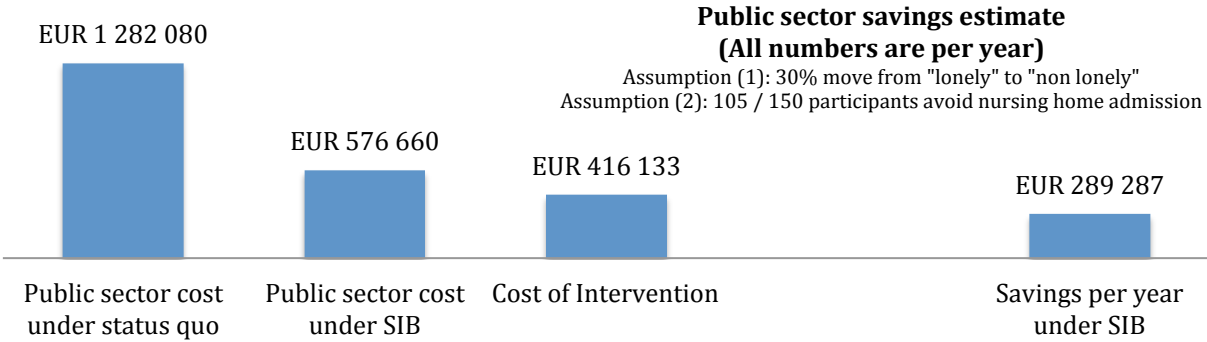 Public sector savings estimate
(All numbers are per year)
Assumption (1): 30% move from "lonely" to "non lonely"
Assumption (2): 105 / 150 participants avoid nursing home admission
EUR 1 282 080
EUR 576 660
EUR 416 133
EUR 289 287
Public sector cost
under status quo
Public sector cost
under SIB
Cost of Intervention
Savings per year
under SIB